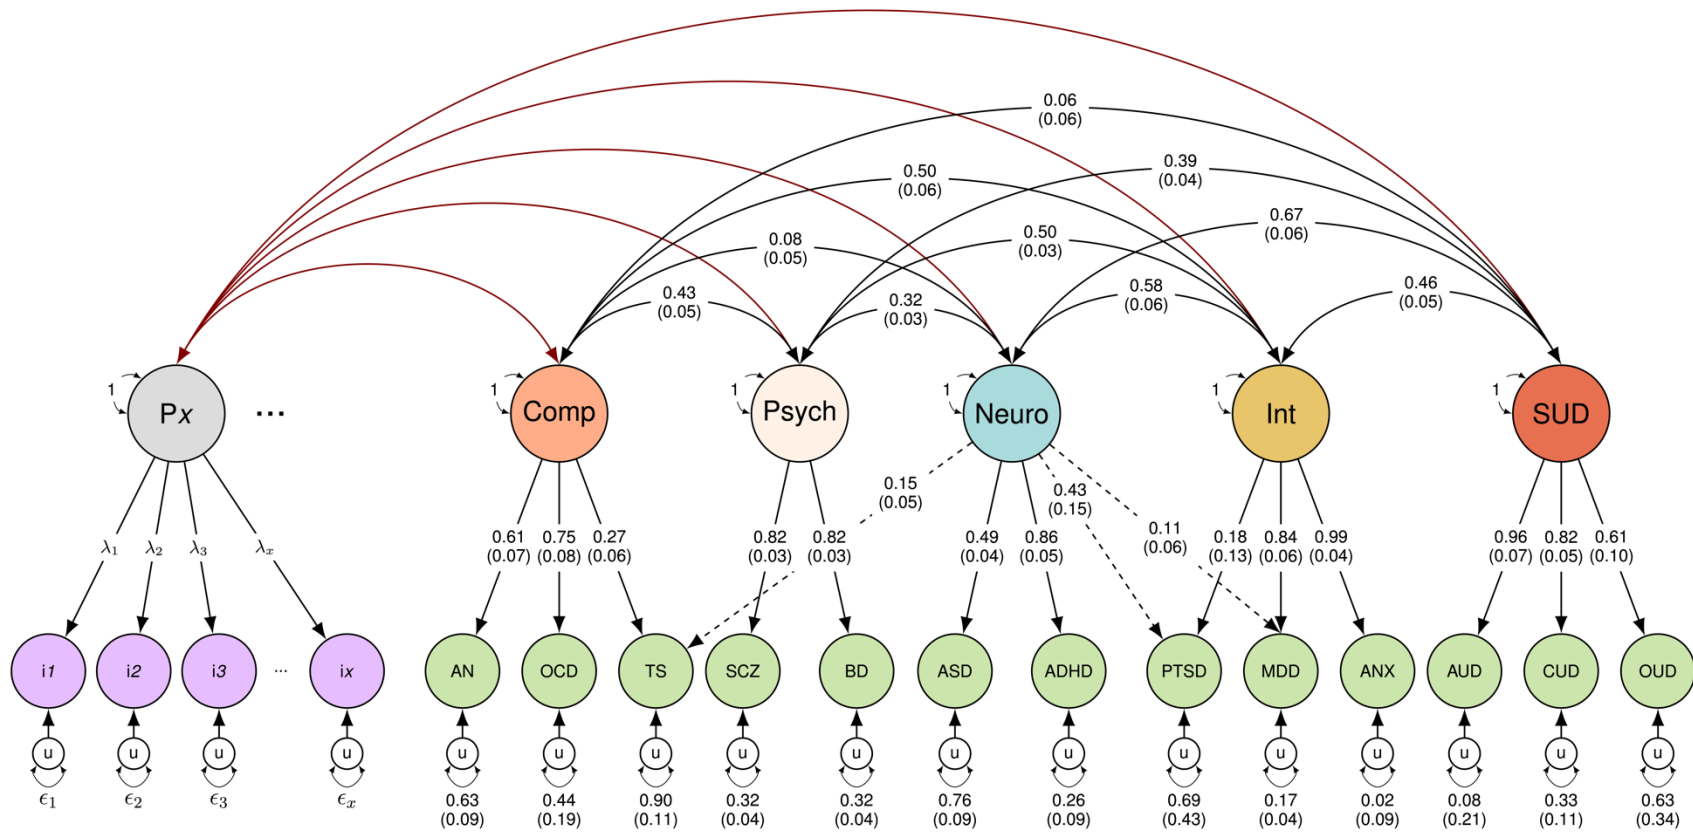 0.06
(0.06)
0.50
(0.06)
0.39
(0.04)
0.08
(0.05)
0.50
(0.03)
0.67
(0.06)
0.43
(0.05)
0.32
(0.03)
0.58
(0.06)
0.46
(0.05)
1 1 1 1 1 1
Px ... Comp Psych Neuro Int SUD
0.15
(0.05)
0.43
(0.15)
0.11
(0.06)
λ1 λ2 λ3 λx
0.61 0.75 0.27 0.82 0.82 0.49 0.86 0.18 0.84 0.99 0.96 0.82 0.61
(0.07) (0.08) (0.06) (0.03) (0.03) (0.04) (0.05) (0.13) (0.06) (0.04) (0.07) (0.05) (0.10)
i1 i2 i3 ... ix AN OCD TS SCZ BD ASD ADHD PTSD MDD ANX AUD CUD OUD
u u u u u u u u u u u u u u u u u
ϵ1 ϵ2 ϵ3 ϵx
0.63 0.44 0.90 0.32 0.32 0.76 0.26 0.69 0.17 0.02 0.08 0.33 0.63
(0.09) (0.19) (0.11) (0.04) (0.04) (0.09) (0.09) (0.43) (0.04) (0.09) (0.21) (0.11) (0.34)